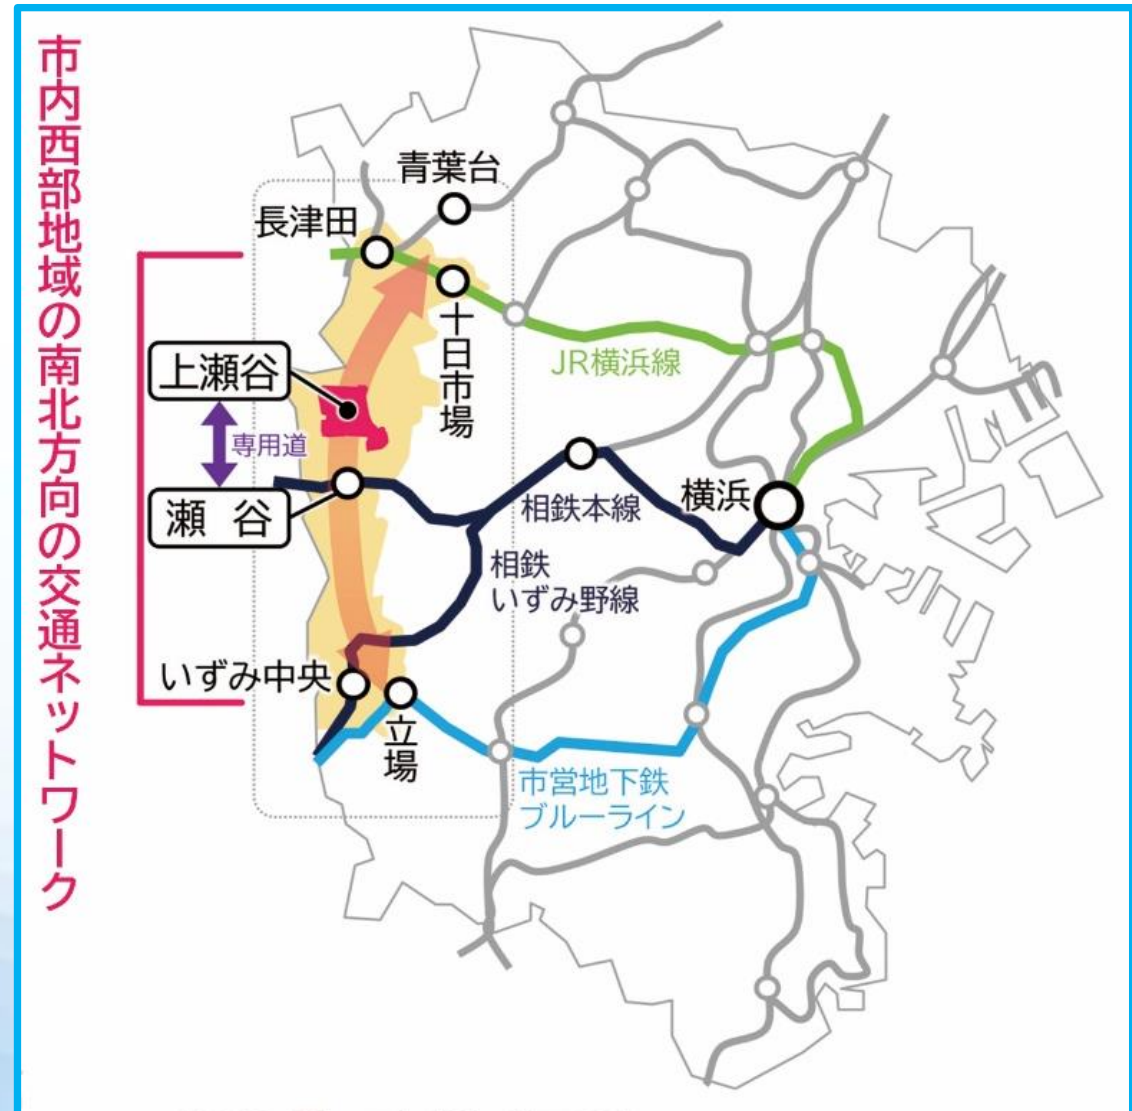 市内西部地域の南北方向の交通ネットワーク
青葉台
長津田
十日市場
JR横浜線
上瀬谷
専用道
瀬 谷
相鉄本線
横浜
相鉄
いずみ野線
いずみ中央
立場
市営地下鉄
ブルーライン